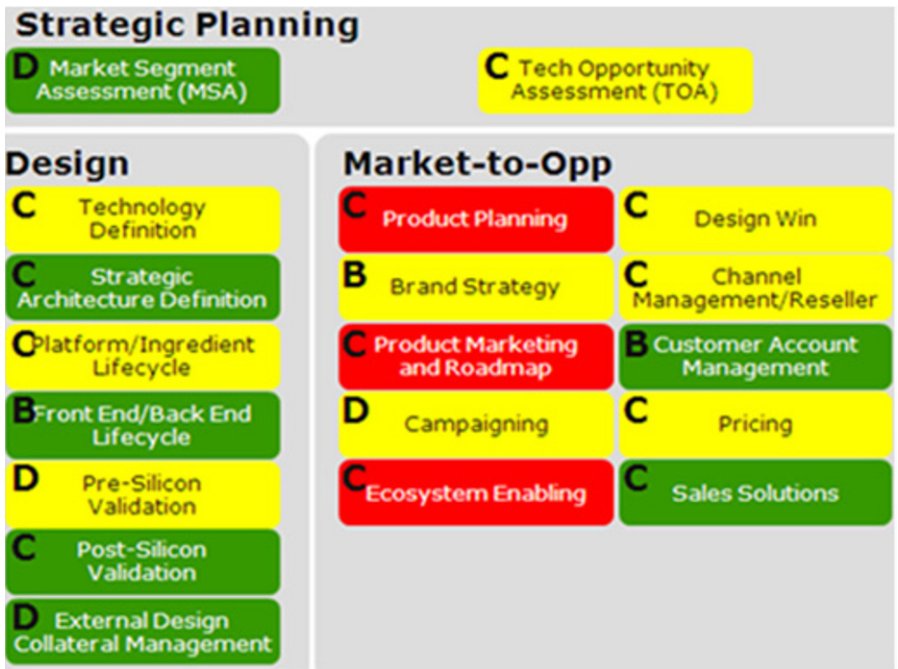 Strategic Planning
D Market Segment
Assessment (MSA)
C Tech Opportunity
Assessment (TOA)
Design
C Technology
Definition
C Strategic
Architecture Definition
C Platform/Ingredient
Lifecycle
B Front End/Back End
Lifecycle
D Pre-Silicon
Validation
C Post-Silicon
Validation
D External Design
Collateral Management
Market-to-Opp
C Product Planning
C Design Win
B Brand Strategy
C Channel
Management/Reseller
C Product Marketing
and Roadmap
B Customer Account
Management
D Campaigning
C Pricing
C Ecosystem Enabling
C Sales Solutions